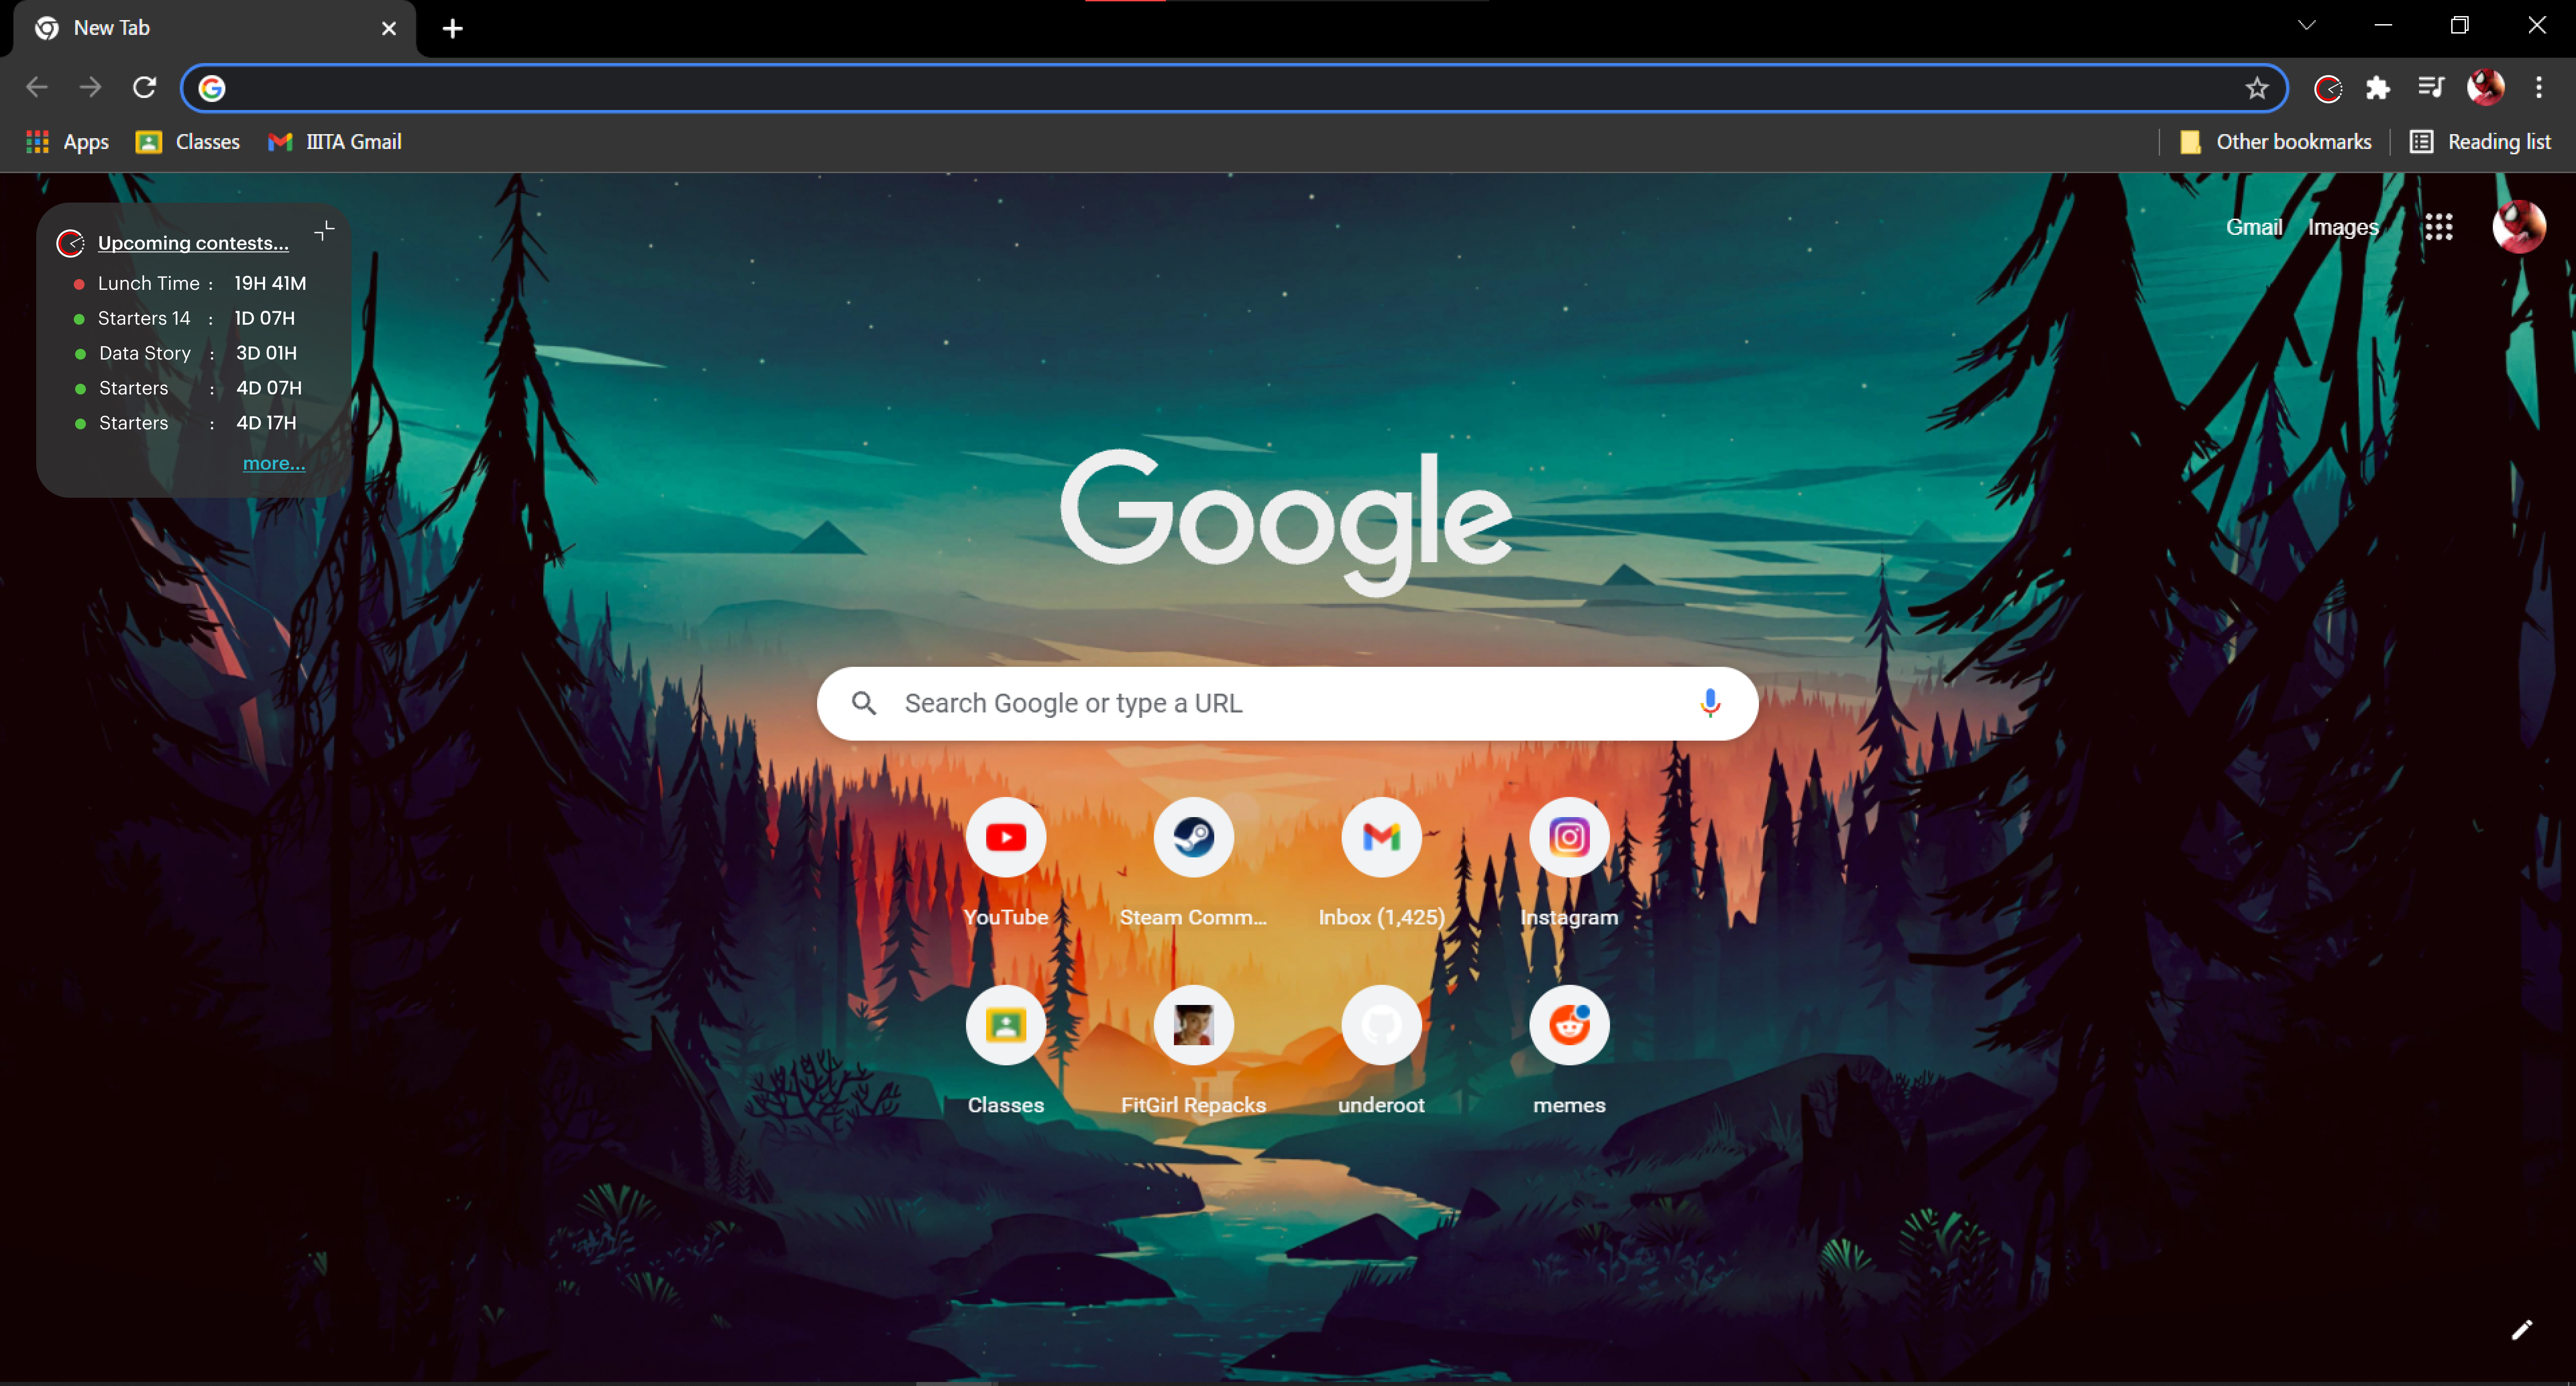 New Tab
Apps Classes IIITA Gmail Other bookmarks Reading list
Gmail Images
Upcoming contests...
Lunch Time : 19H 41M
Starters 14 : 1D 07H
Data Story : 3D 01H
Starters : 4D 07H
Starters : 4D 17H
more...
Google
Search Google or type a URL
YouTube Steam Comm... Inbox (1,425) Instagram
Classes FitGirl Repacks underoot memes